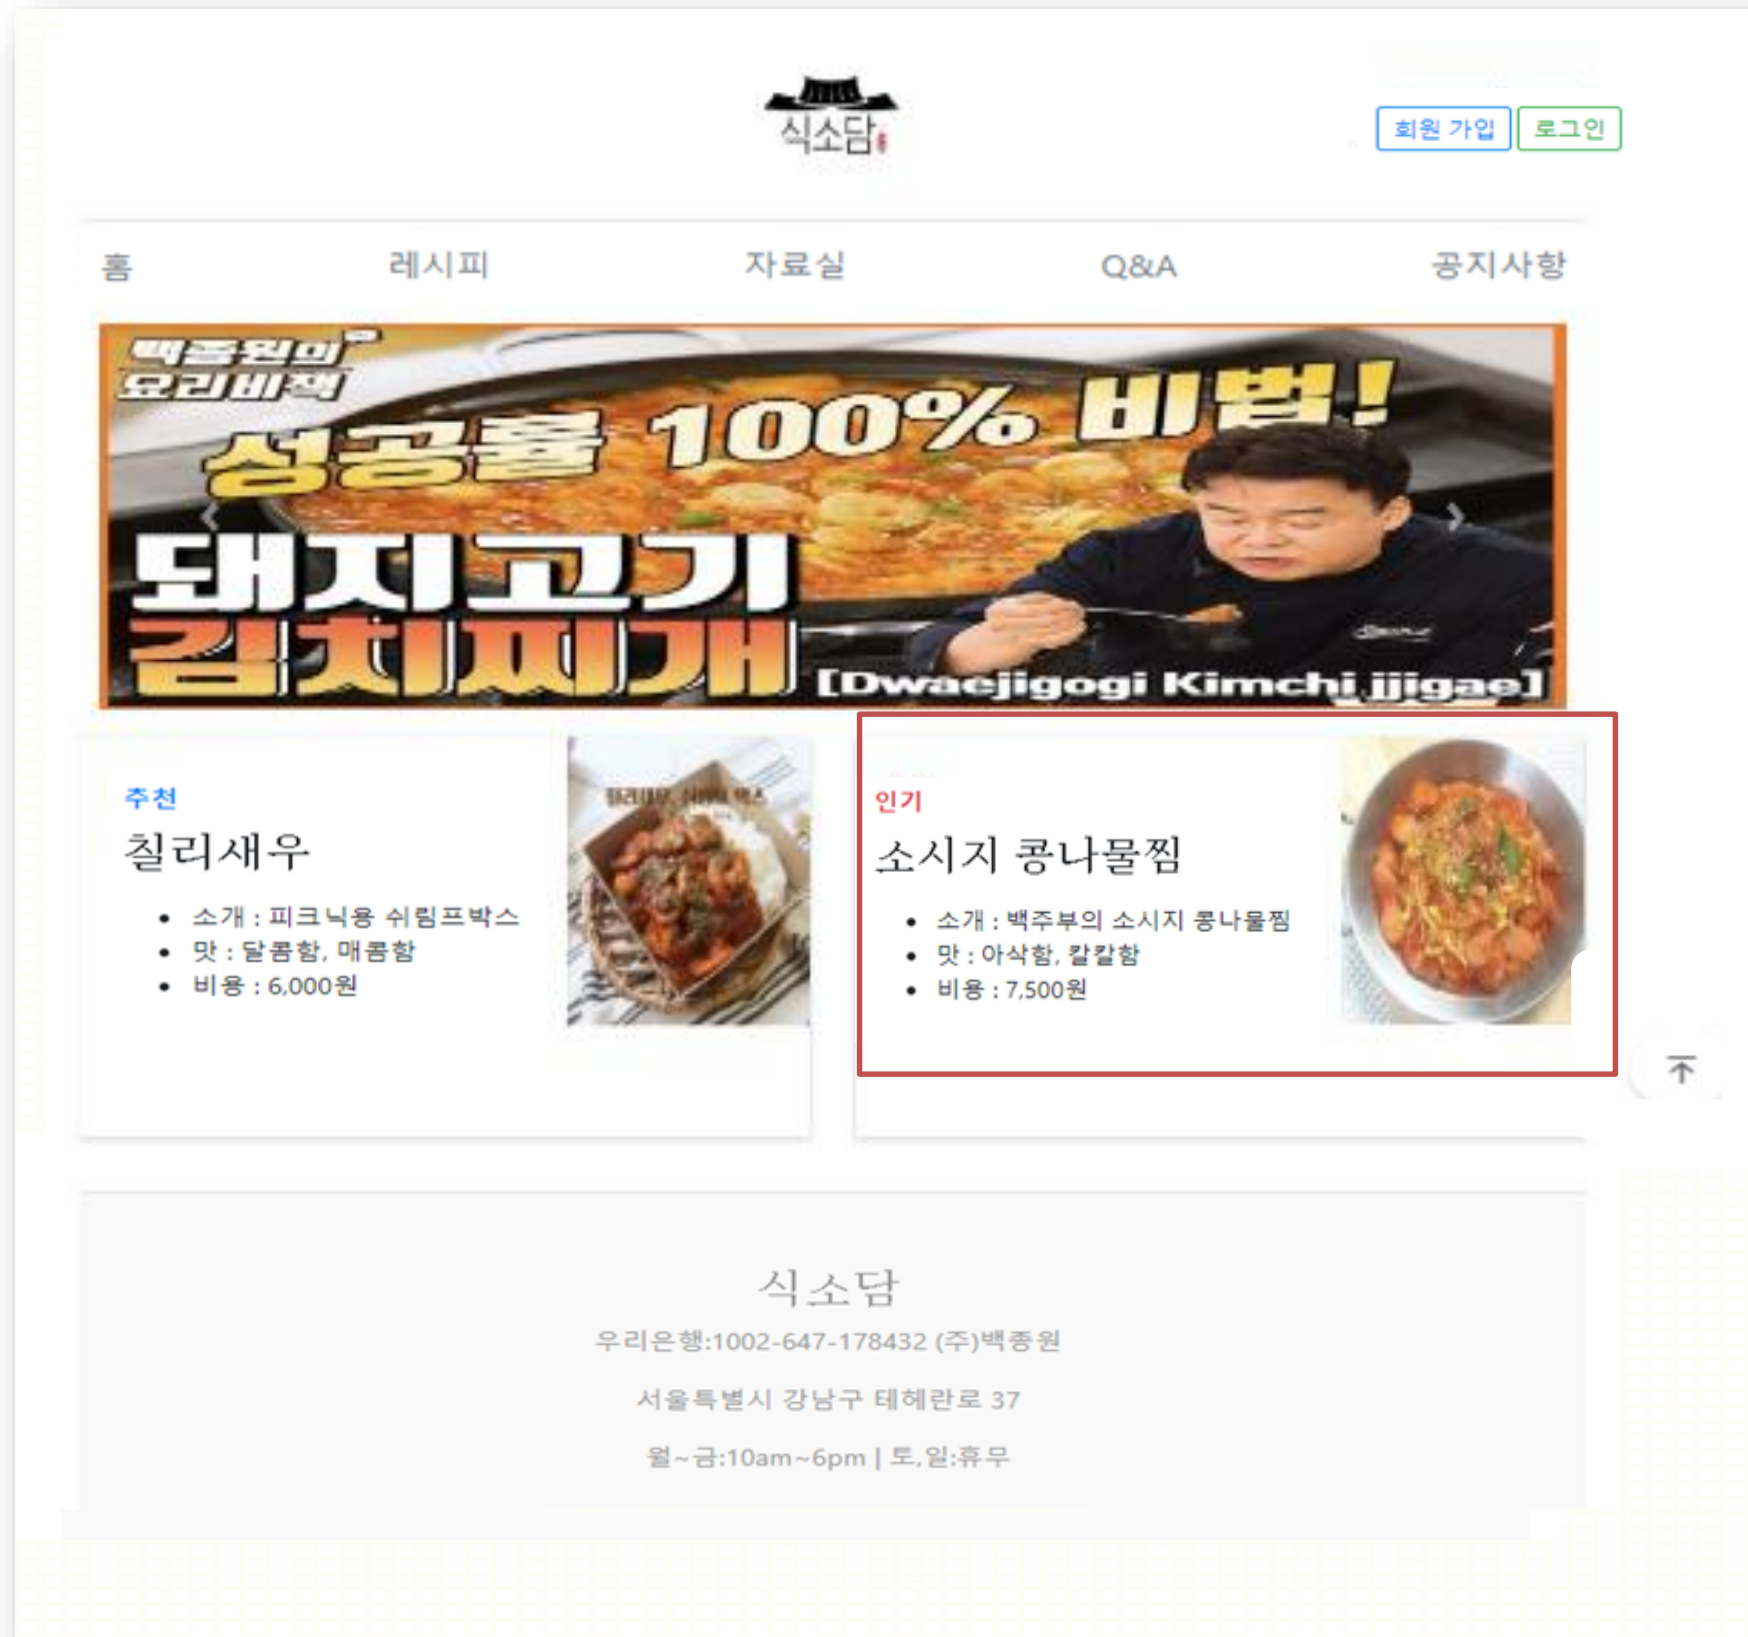 식소담
회원 가입
로그인
홈
레시피
자료실
Q&A
공지사항
백종원의
요리비책
성공률 100% 비법!
돼지고기
김치찌개
[Dwaejigogi Kimchi jjigae]
추천
칠리새우
소개 : 피크닉용 쉬림프박스
맛 : 달콤함, 매콤함
비용 : 6,000원
인기
소시지 콩나물찜
소개 : 백주부의 소시지 콩나물찜
맛 : 아삭함, 칼칼함
비용 : 7,500원
식소담
우리은행:1002-647-178432 (주)백종원
서울특별시 강남구 테헤란로 37
월~금:10am~6pm | 토,일:휴무